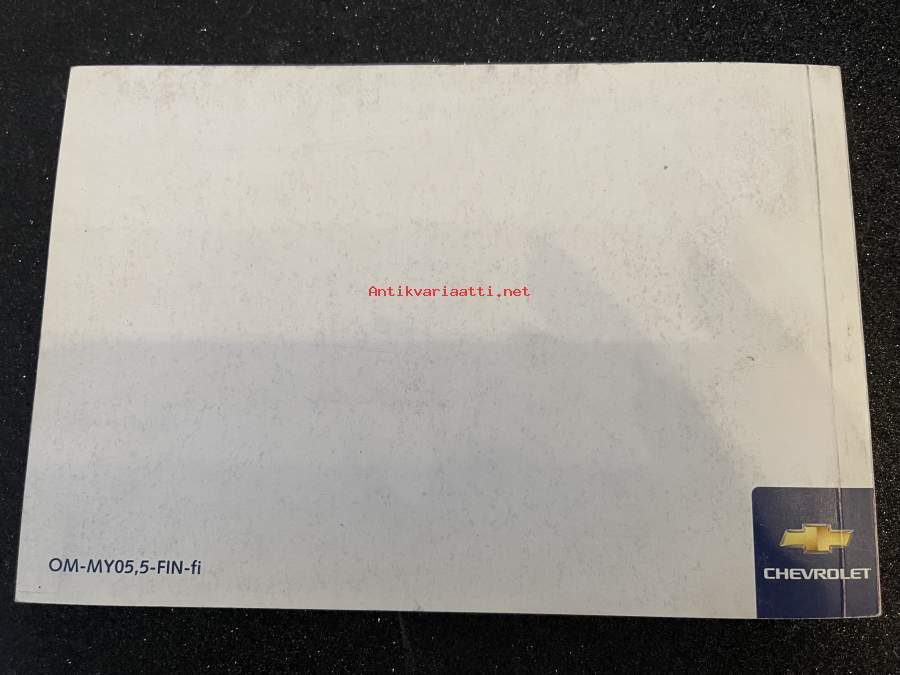 Antikvariaatti.net
OM-MY05,5-FIN-fi
CHEVROLET